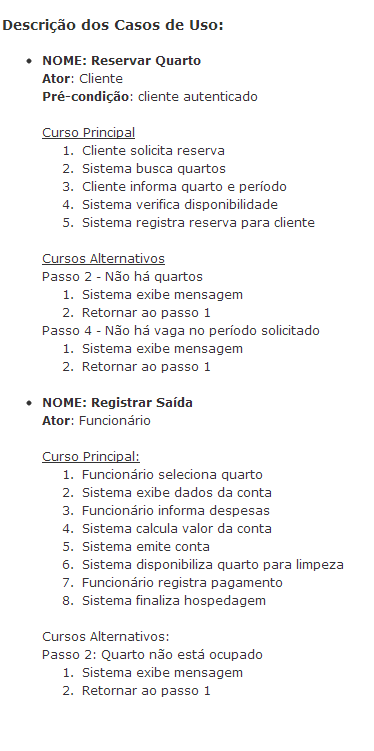 Descrição dos Casos de Uso:
• NOME: Reservar Quarto
Ator: Cliente
Pré-condição: cliente autenticado
Curso Principal
1. Cliente solicita reserva
2. Sistema busca quartos
3. Cliente informa quarto e período
4. Sistema verifica disponibilidade
5. Sistema registra reserva para cliente
Cursos Alternativos
Passo 2 - Não há quartos
1. Sistema exibe mensagem
2. Retornar ao passo 1
Passo 4 - Não há vaga no período solicitado
1. Sistema exibe mensagem
2. Retornar ao passo 1
• NOME: Registrar Saída
Ator: Funcionário
Curso Principal:
1. Funcionário seleciona quarto
2. Sistema exibe dados da conta
3. Funcionário informa despesas
4. Sistema calcula valor da conta
5. Sistema emite conta
6. Sistema disponibiliza quarto para limpeza
7. Funcionário registra pagamento
8. Sistema finaliza hospedagem
Cursos Alternativos:
Passo 2: Quarto não está ocupado
1. Sistema exibe mensagem
2. Retornar ao passo 1